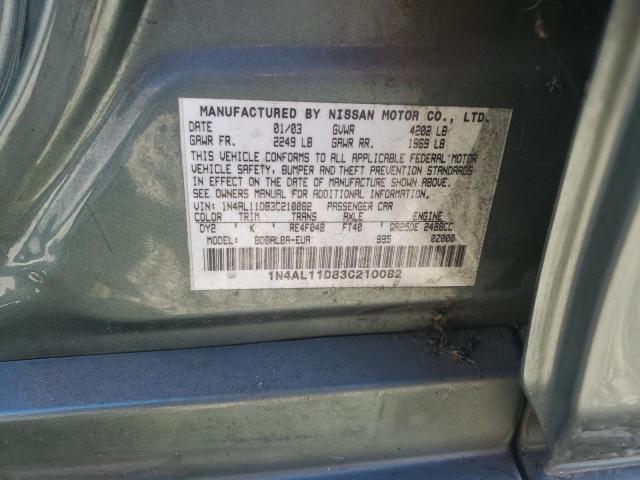 MANUFACTURED BY NISSAN MOTOR CO., LTD.
DATE 01/03 GVWR 4202 LB
GAWR FR. 2249 LB GAWR RR. 1969 LB
THIS VEHICLE CONFORMS TO ALL APPLICABLE FEDERAL MOTOR
VEHICLE SAFETY, BUMPER AND THEFT PREVENTION STANDARDS
IN EFFECT ON THE DATE OF MANUFACTURE SHOWN ABOVE.
SEE OWNERS MANUAL FOR ADDITIONAL INFORMATION.
VIN: 1N4AL11D83C210082 PASSENGER CAR
COLOR TRIM TRANS AXLE ENGINE
DY2 K RE4F04B FT40 QR25DE 2488CC
MODEL: BDBALBA-EUA 995 0Z000
1N4AL11D83C210082